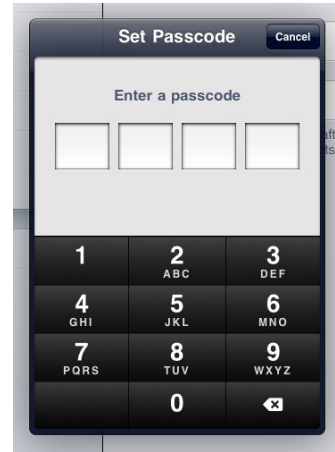 Set Passcode Cancel
Enter a passcode
1 2 3
ABC DEF
4 5 6
GHI JKL MNO
7 8 9
PQRS TUV WXYZ
0